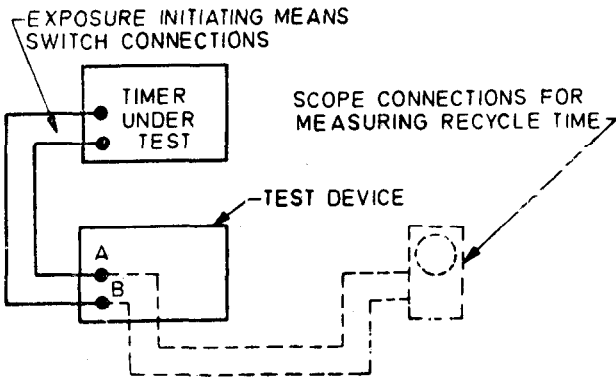 EXPOSURE INITIATING MEANS
SWITCH CONNECTIONS
TIMER
UNDER
TEST
SCOPE CONNECTIONS FOR
MEASURING RECYCLE TIME
TEST DEVICE
A
B